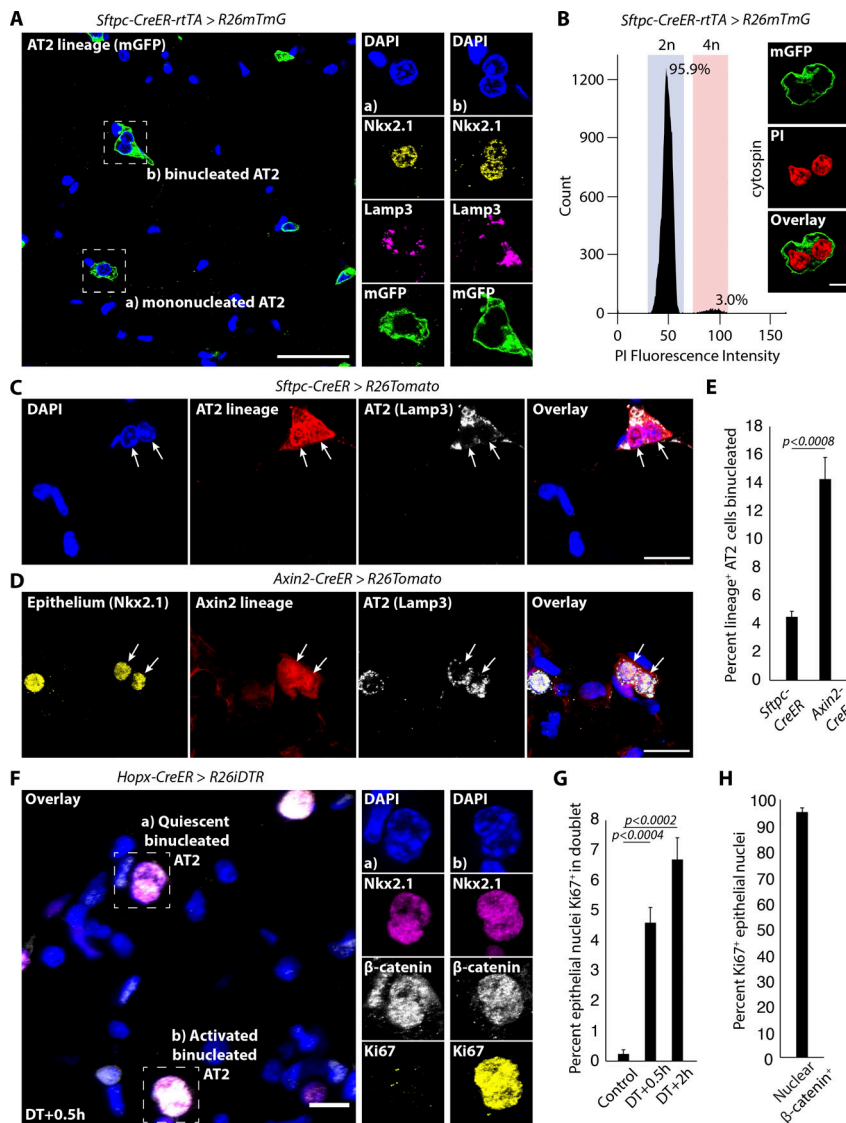 A
Sftpc-CreER-rtTA > R26mTmG
AT2 lineage (mGFP)
b) binucleated AT2
a) mononucleated AT2
DAPI
a)
b)
Nkx2.1
Nkx2.1
Lamp3
Lamp3
mGFP
mGFP
B
Sftpc-CreER-rtTA > R26mTmG
2n
4n
95.9%
3.0%
1200
900
600
300
0
Count
0
50
100
150
PI Fluorescence Intensity
cytospin
mGFP
PI
Overlay
C
Sftpc-CreER > R26Tomato
DAPI
AT2 lineage
AT2 (Lamp3)
Overlay
D
Axin2-CreER > R26Tomato
Epithelium (Nkx2.1)
Axin2 lineage
AT2 (Lamp3)
Overlay
E
Percent lineage⁺ AT2 cells binucleated
18
16
14
12
10
8
6
4
2
0
p<0.0008
Sftpc-
CreER
Axin2-
CreE
F
Hopx-CreER > R26iDTR
Overlay
a) Quiescent
binucleated
AT2
b) Activated
binucleated
AT2
DT+0.5h
DAPI
DAPI
a)
b)
Nkx2.1
Nkx2.1
β-catenin
β-catenin
Ki67
Ki67
G
Percent epithelial nuclei Ki67⁺ in doublet
8
7
6
5
4
3
2
1
0
p<0.0002
p<0.0004
Control
DT+0.5h
DT+2h
H
Percent Ki67⁺ epithelial nuclei
100
90
80
70
60
50
40
30
20
10
0
Nuclear
β-catenin⁺